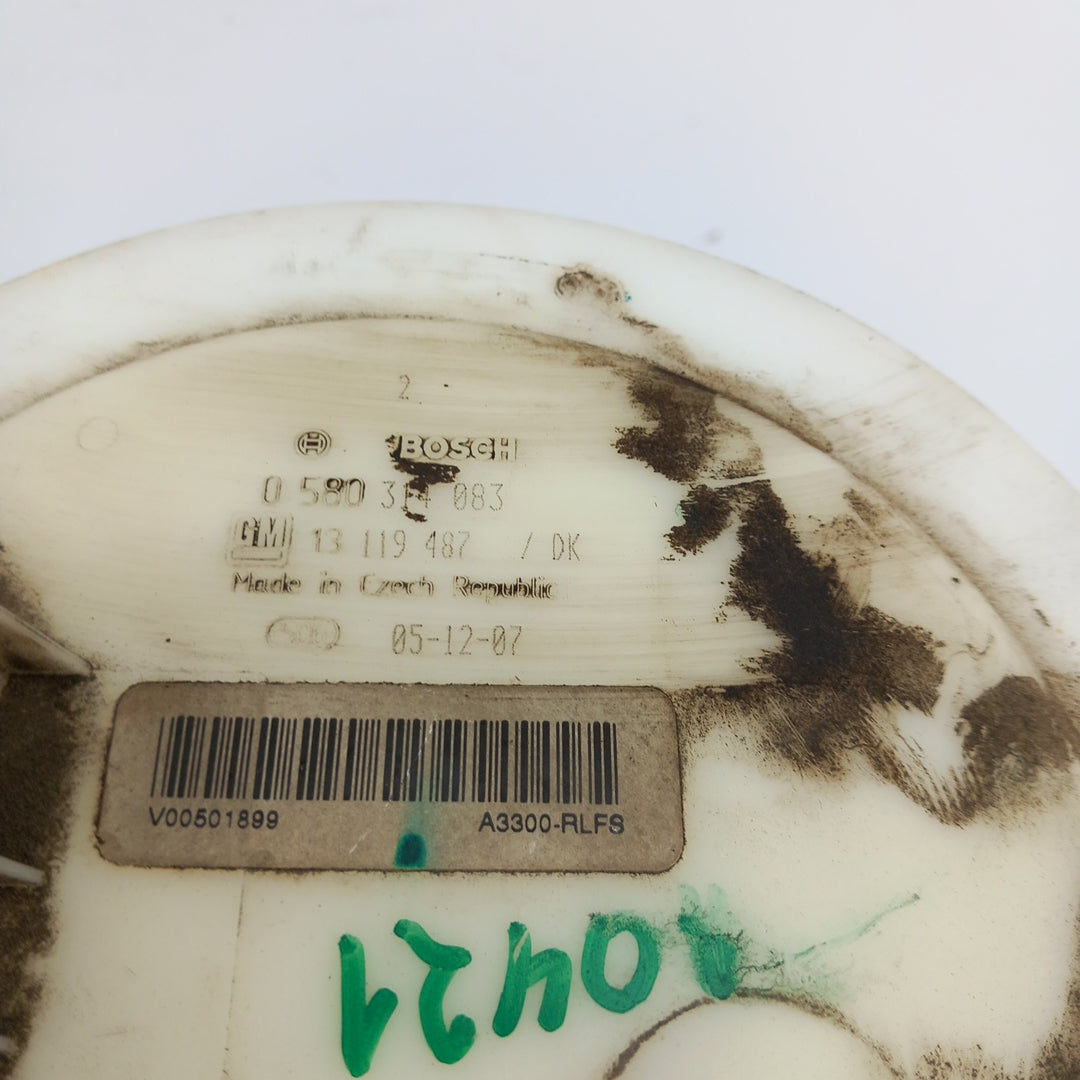 2
BOSCH
0 580 314 083
GM 13 119 487 / DK
Made in Czech Republic
05-12-07
V00501899 A3300-RLFS